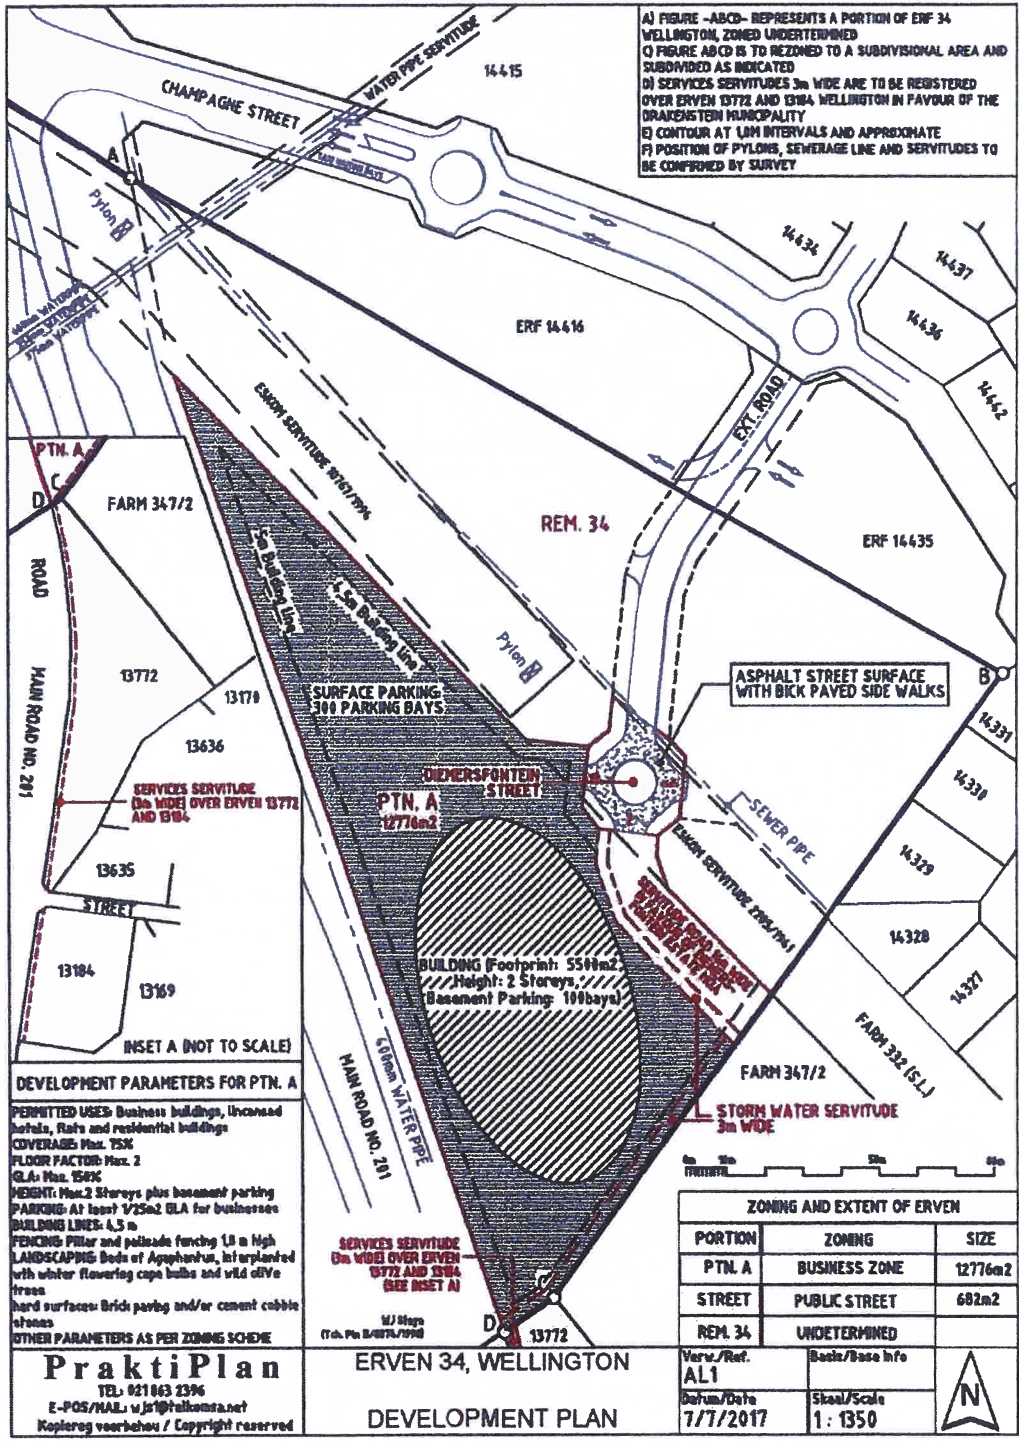 A) FIGURE -ABCD- REPRESENTS A PORTION OF ERF 34
WELLINGTON, ZONED UNDERTERMINED
C) FIGURE ABCD IS TO REZONED TO A SUBDIVISIONAL AREA AND
SUBDIVIDED AS INDICATED
D) SERVICES SERVITUDES 3m WIDE ARE TO BE REGISTERED
OVER ERVEN 13772 AND 13184 WELLINGTON IN FAVOUR OF THE
DRAKENSTEIN MUNICIPALITY
E) CONTOUR AT 1,0M INTERVALS AND APPROXIMATE
F) POSITION OF PYLONS, SEWERAGE LINE AND SERVITUDES TO
BE CONFIRMED BY SURVEY
WATER PIPE SERVITUDE
14415
CHAMPAGNE STREET
A
Pylon
14434
14437
14436
14442
ERF 14416
EXT. ROAD
ESKOM SERVITUDE
REM. 34
ERF 14435
B
5m Building Line
4,5m Building Line
Pylon
ASPHALT STREET SURFACE
WITH BICK PAVED SIDE WALKS
SURFACE PARKING:
300 PARKING BAYS
DIEMERSFONTEIN
STREET
PTN. A
12776m2
SEWER PIPE
ESKOM SERVITUDE
14331
14330
14329
14328
14327
BUILDING (Footprint: 5500m2
Height: 2 Storeys,
Basement Parking: 100bays)
FARM 332 (S.L.)
FARM 347/2
STORM WATER SERVITUDE
3m WIDE
MAIN ROAD NO. 201
600mm WATER PIPE
SERVICES SERVITUDE
(3m WIDE) OVER ERVEN
13772 AND 13184
(SEE INSET A)
C
D
13772
PTN. A
C
D
FARM 347/2
ROAD
MAIN ROAD NO. 201
13772
13170
13636
SERVICES SERVITUDE
(3m WIDE) OVER ERVEN 13772
AND 13184
13635
STREET
13184
13169
INSET A (NOT TO SCALE)
DEVELOPMENT PARAMETERS FOR PTN. A
PERMITTED USES: Business buildings, licensed
hotels, flats and residential buildings
COVERAGE: Max. 75%
FLOOR FACTOR: Max. 2
GLA: Max. 150%
HEIGHT: Max.2 Storeys plus basement parking
PARKING: At least 1/25m2 GLA for businesses
BUILDING LINES: 4,5 m
FENCING: Pillar and palisade fencing 1,8 m high
LANDSCAPING: Beds of Agaphantus, interplanted
with winter flowering cape bulbs and wild olive
trees
hard surfaces: Brick paving and/or cement cobble
stones
OTHER PARAMETERS AS PER ZONING SCHEME
ZONING AND EXTENT OF ERVEN
PORTION ZONING SIZE
PTN. A BUSINESS ZONE 12776m2
STREET PUBLIC STREET 682m2
REM. 34 UNDETERMINED
PraktiPlan
TEL: 021 863 2396
E-POS/MAIL: wjs1@telkomsa.net
Kopiereg voorbehou / Copyright reserved
ERVEN 34, WELLINGTON
DEVELOPMENT PLAN
Verw./Ref.
AL1
Basis/Base Info
Datum/Date
7/7/2017
Skaal/Scale
1 : 1350
N